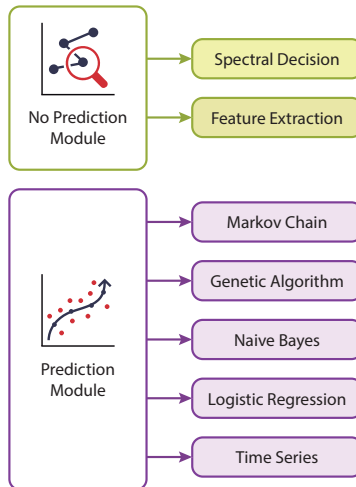 No Prediction
Module
Spectral Decision
Feature Extraction
Prediction
Module
Markov Chain
Genetic Algorithm
Naive Bayes
Logistic Regression
Time Series